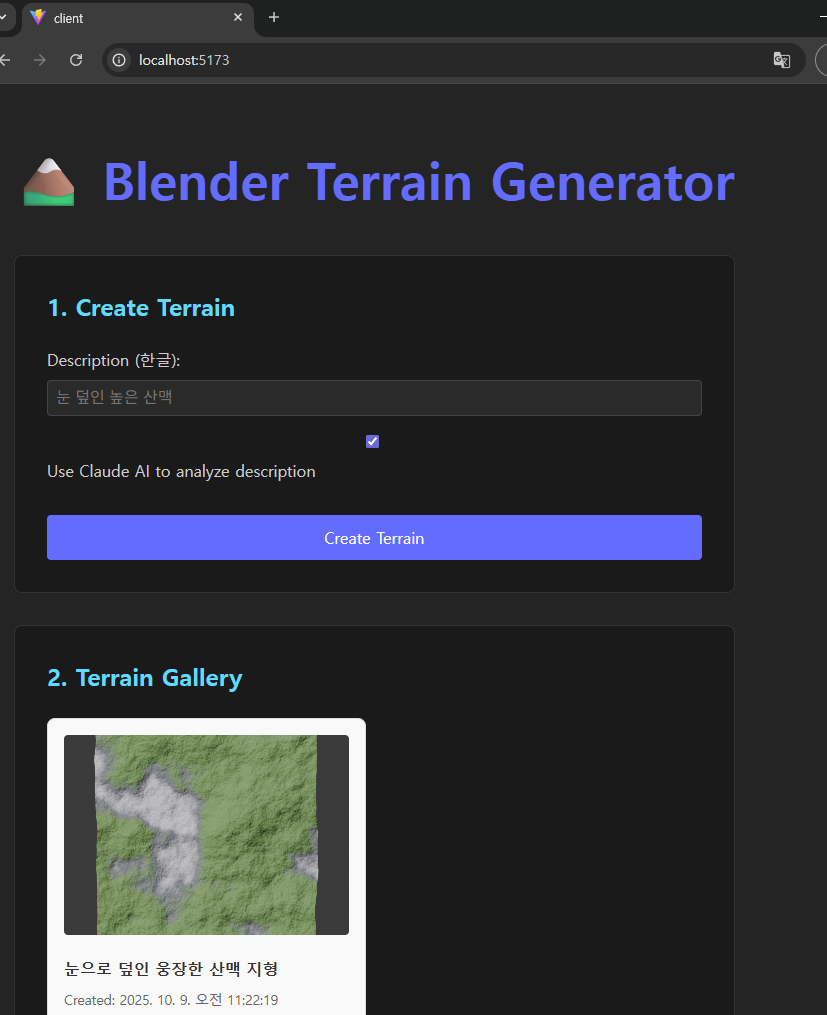 client
localhost:5173
Blender Terrain Generator
1. Create Terrain
Description (한글):
눈 덮인 높은 산맥
Use Claude AI to analyze description
Create Terrain
2. Terrain Gallery
눈으로 덮인 웅장한 산맥 지형
Created: 2025. 10. 9. 오전 11:22:19